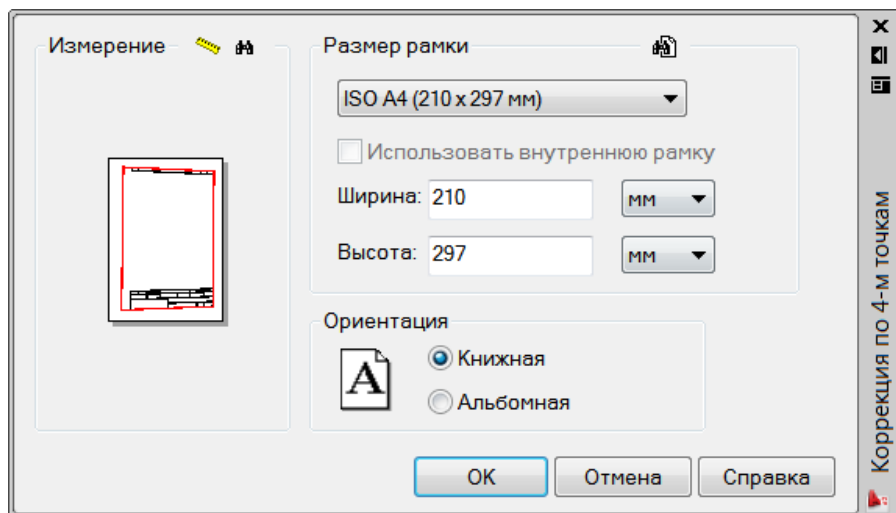 Измерение
Размер рамки
ISO A4 (210 x 297 мм)
Использовать внутреннюю рамку
Ширина: 210 мм
Высота: 297 мм
Ориентация
A
Книжная
Альбомная
OK Отмена Справка
Коррекция по 4-м точкам